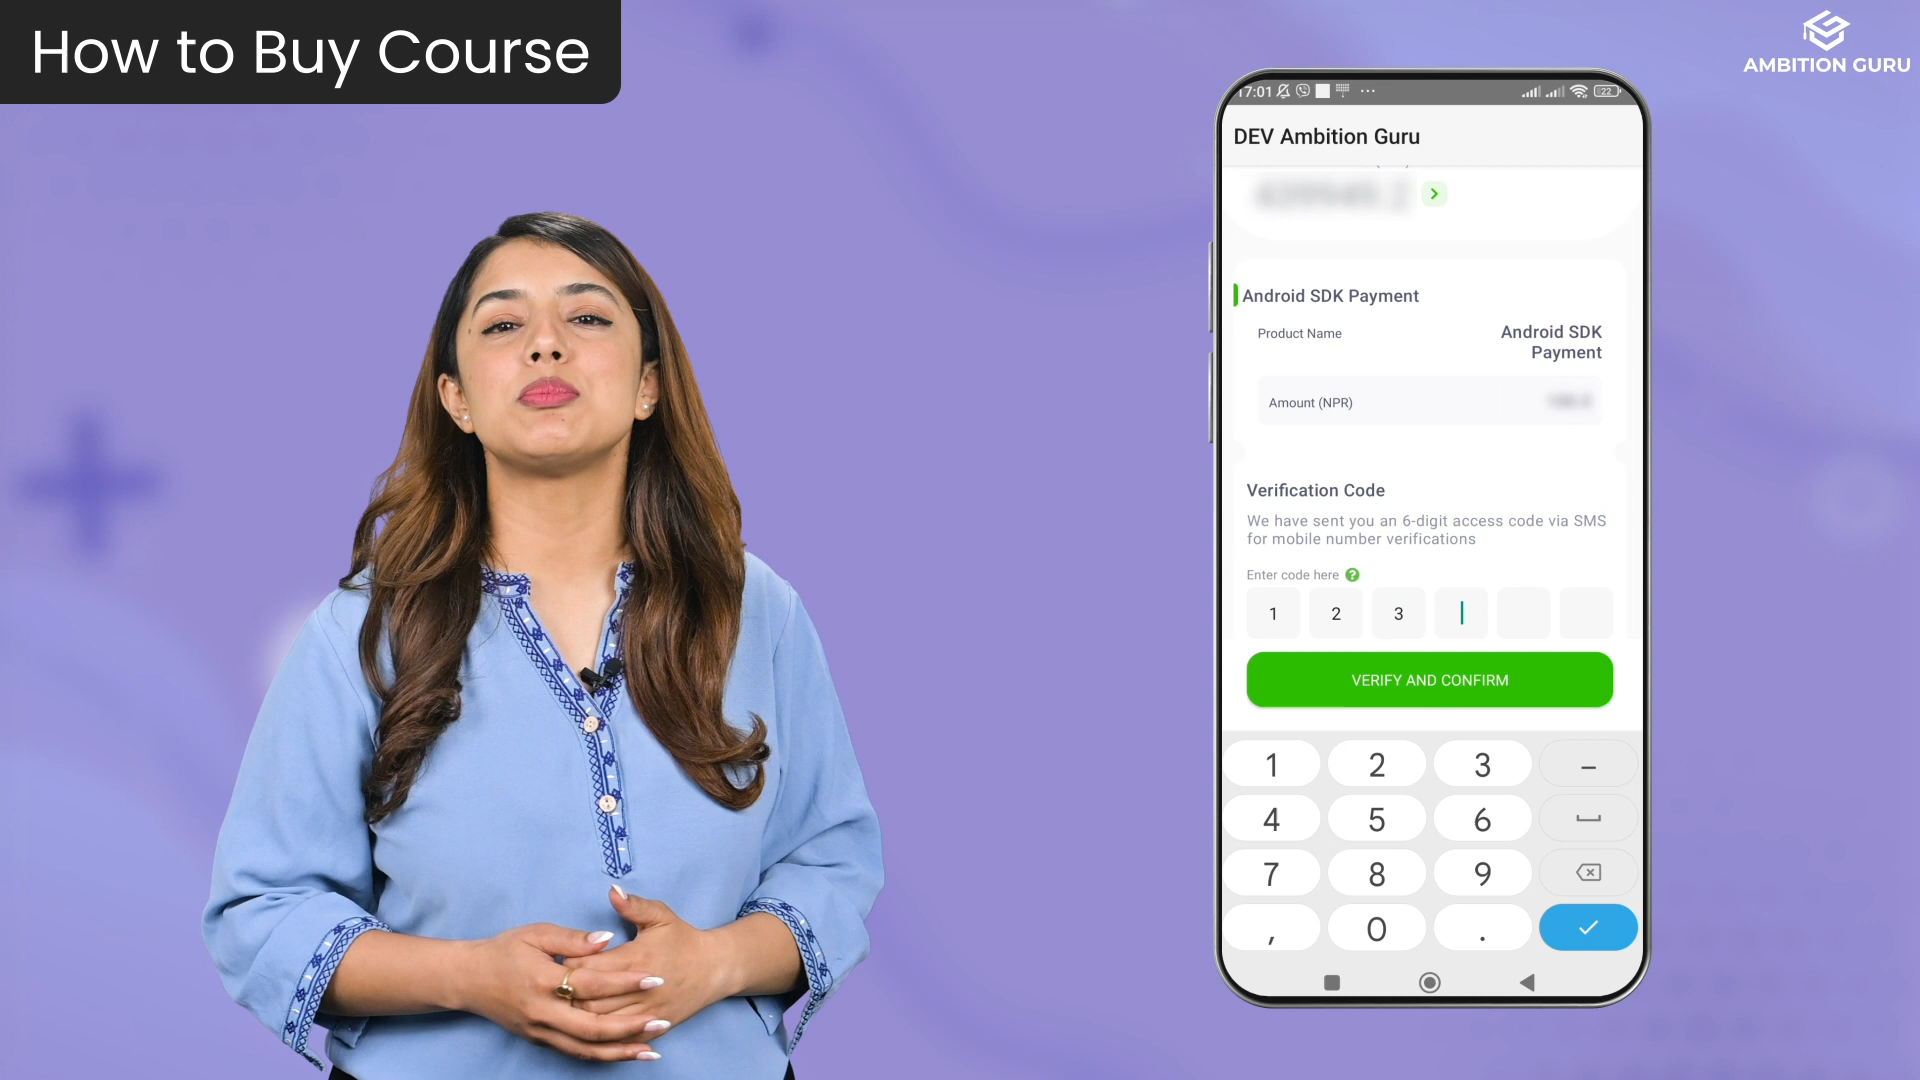 How to Buy Course
AMBITION GURU
17:01
22
DEV Ambition Guru
Android SDK Payment
Product Name
Android SDK
Payment
Amount (NPR)
Verification Code
We have sent you an 6-digit access code via SMS
for mobile number verifications
Enter code here ?
1 2 3
VERIFY AND CONFIRM
1 2 3 –
4 5 6
7 8 9
, 0 .